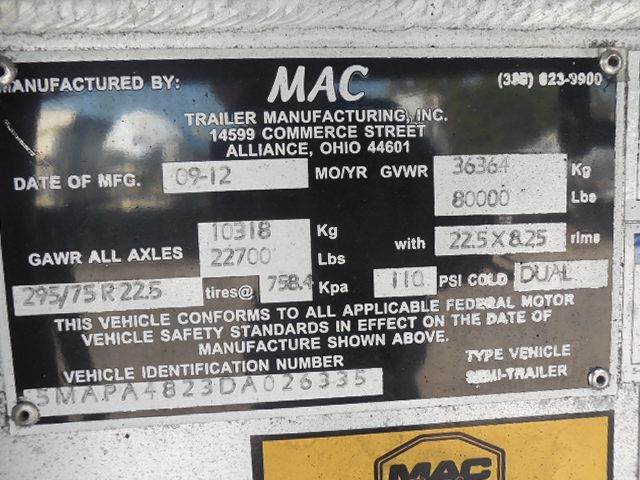 MANUFACTURED BY: MAC (330) 823-9900
TRAILER MANUFACTURING, INC.
14599 COMMERCE STREET
ALLIANCE, OHIO 44601
DATE OF MFG. 09-12 MO/YR GVWR 36364 Kg
80000 Lbs
GAWR ALL AXLES 10318 Kg
22700 Lbs with 22.5X8.25 rims
295/75R22.5 tires@ 758.4 Kpa 110 PSI COLD DUAL
THIS VEHICLE CONFORMS TO ALL APPLICABLE FEDERAL MOTOR
VEHICLE SAFETY STANDARDS IN EFFECT ON THE DATE OF
MANUFACTURE SHOWN ABOVE.
VEHICLE IDENTIFICATION NUMBER TYPE VEHICLE
5MAPA4823DA026335 SEMI-TRAILER
MAC